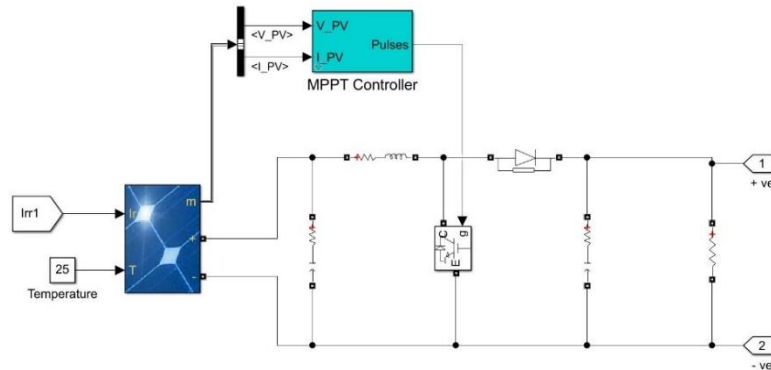 V_PV
<V_PV>
Pulses
I_PV
<I_PV>
MPPT Controller
Irr1
Ir
m
+
25
T
-
Temperature
C
g
E
1
+ ve
2
- ve